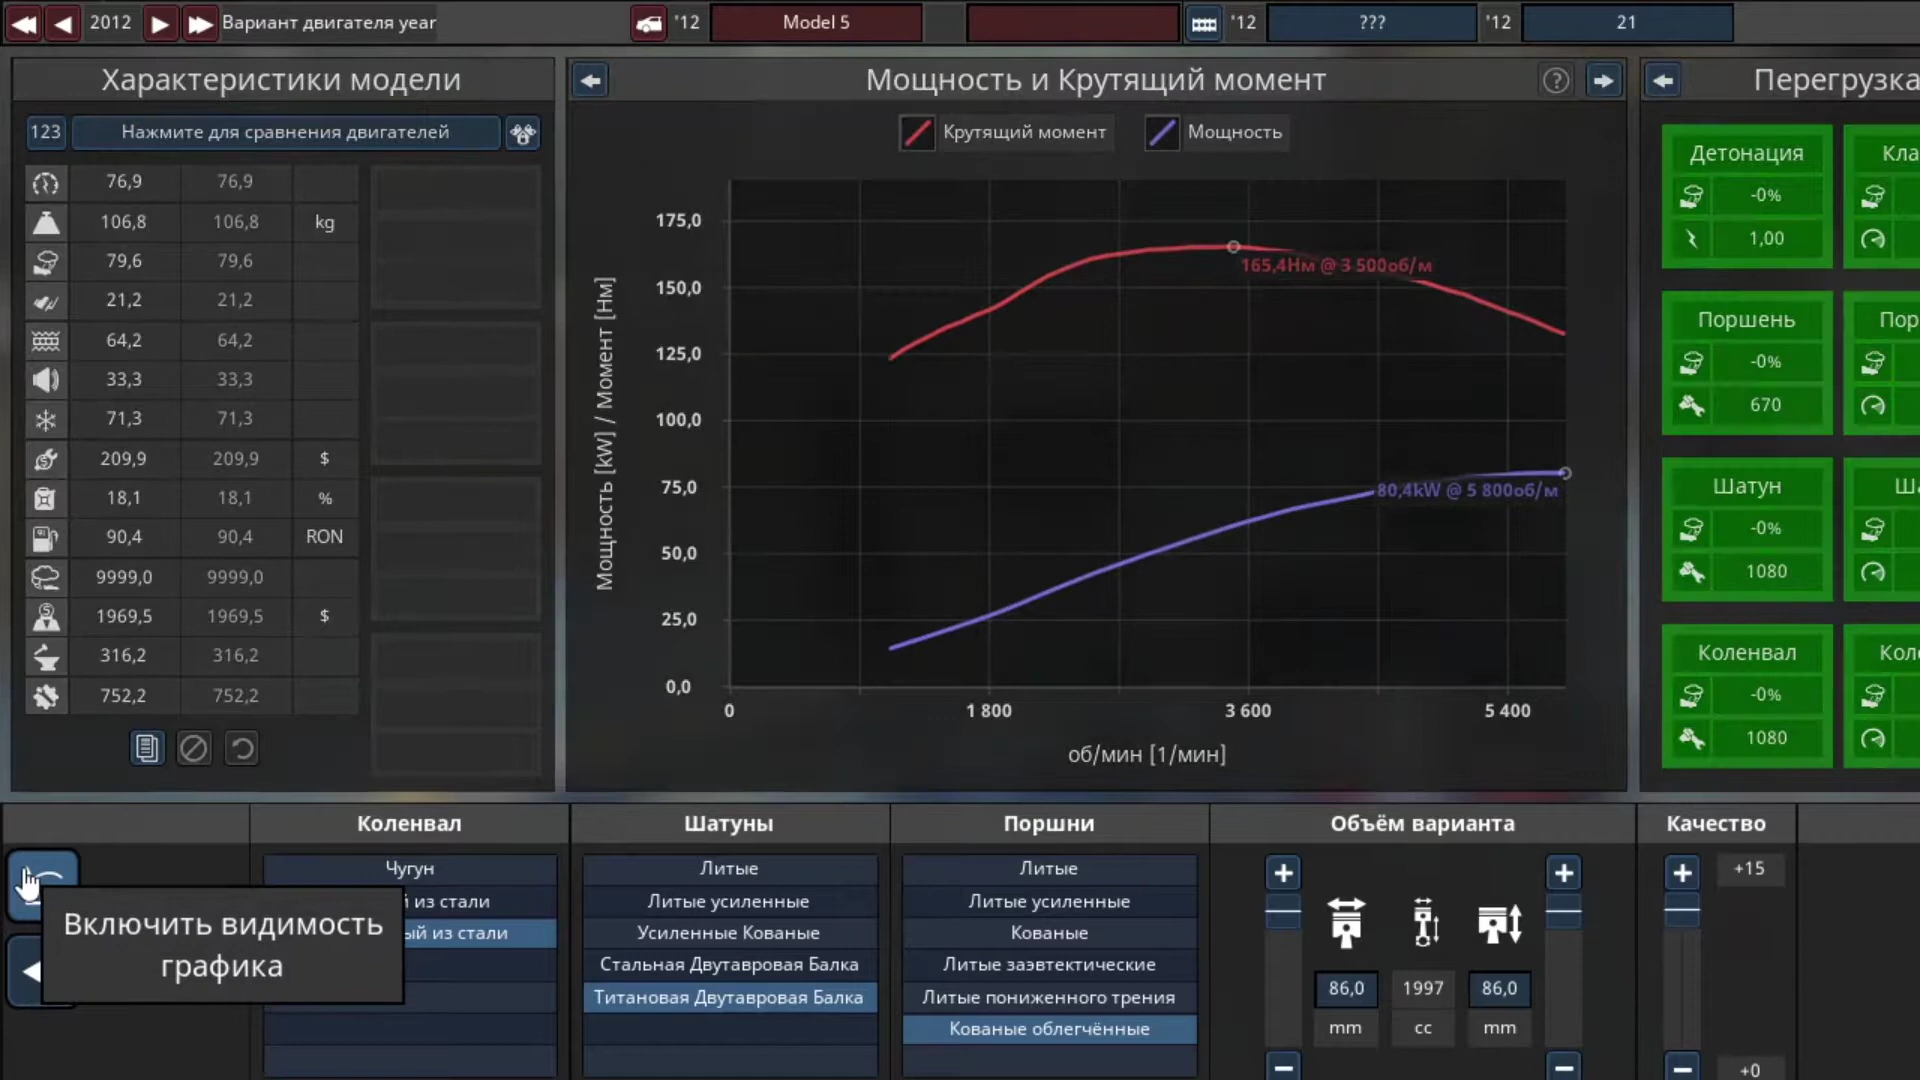 2012 Вариант двигателя year '12 Model 5 '12 ??? '12 21
Характеристики модели
123 Нажмите для сравнения двигателей
76,9 76,9
106,8 106,8 kg
79,6 79,6
21,2 21,2
64,2 64,2
33,3 33,3
71,3 71,3
209,9 209,9 $
18,1 18,1 %
90,4 90,4 RON
9999,0 9999,0
1969,5 1969,5 $
316,2 316,2
752,2 752,2
Мощность и Крутящий момент
?
Крутящий момент Мощность
Мощность [kW] / Момент [Нм]
175,0
150,0
125,0
100,0
75,0
50,0
25,0
0,0
165,4Нм @ 3 500об/м
80,4kW @ 5 800об/м
0 1 800 3 600 5 400
об/мин [1/мин]
Перегрузка
Детонация
-0%
1,00
Кла
Поршень
-0%
670
Пор
Шатун
-0%
1080
Ша
Коленвал
-0%
1080
Кол
Включить видимость
графика
Коленвал
Чугун
й из стали
ый из стали
Шатуны
Литые
Литые усиленные
Усиленные Кованые
Стальная Двутавровая Балка
Титановая Двутавровая Балка
Поршни
Литые
Литые усиленные
Кованые
Литые заэвтектические
Литые пониженного трения
Кованые облегчённые
Объём варианта
86,0 1997 86,0
mm cc mm
Качество
+15
+0